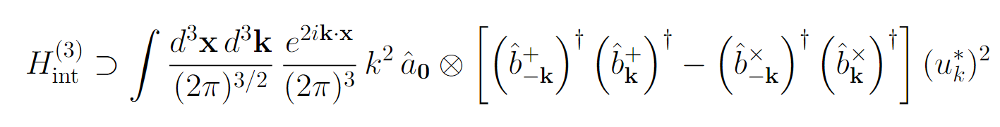 $H_{\text{int}}^{(3)} \supset \int \frac{d^3\mathbf{x}\, d^3\mathbf{k}}{(2\pi)^{3/2}} \frac{e^{2i\mathbf{k}\cdot\mathbf{x}}}{(2\pi)^3} k^2 \, \hat{a}_{\mathbf{0}} \otimes \left[ \left( \hat{b}^{+}_{-\mathbf{k}} \right)^{\dagger} \left( \hat{b}^{+}_{\mathbf{k}} \right)^{\dagger} - \left( \hat{b}^{\times}_{-\mathbf{k}} \right)^{\dagger} \left( \hat{b}^{\times}_{\mathbf{k}} \right)^{\dagger} \right] (u_k^*)^2$